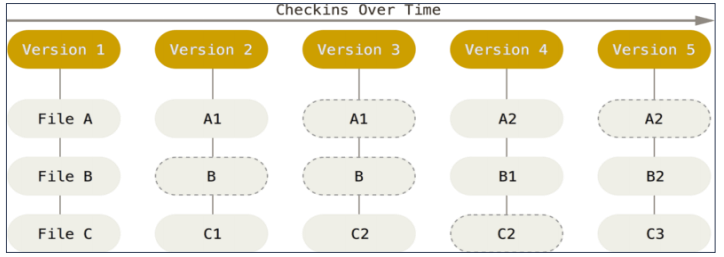 Checkins Over Time
Version 1 Version 2 Version 3 Version 4 Version 5
File A A1 A1 A2 A2
File B B B B1 B2
File C C1 C2 C2 C3